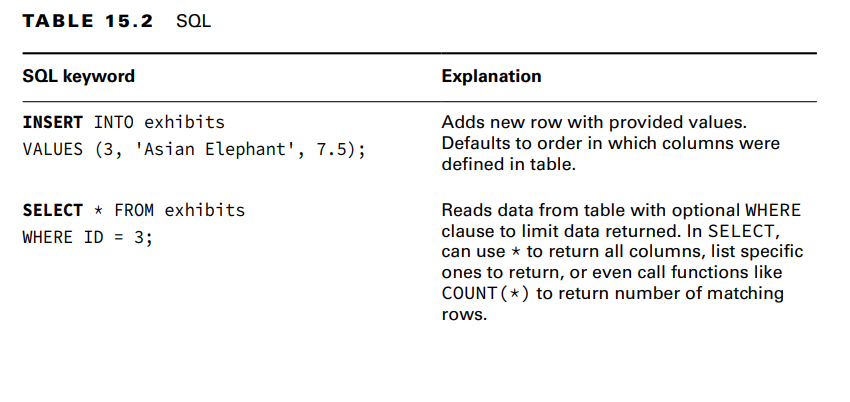 TABLE 15.2 SQL
SQL keyword Explanation
INSERT INTO exhibits
VALUES (3, 'Asian Elephant', 7.5);
Adds new row with provided values.
Defaults to order in which columns were
defined in table.
SELECT * FROM exhibits
WHERE ID = 3;
Reads data from table with optional WHERE
clause to limit data returned. In SELECT,
can use * to return all columns, list specific
ones to return, or even call functions like
COUNT(*) to return number of matching
rows.